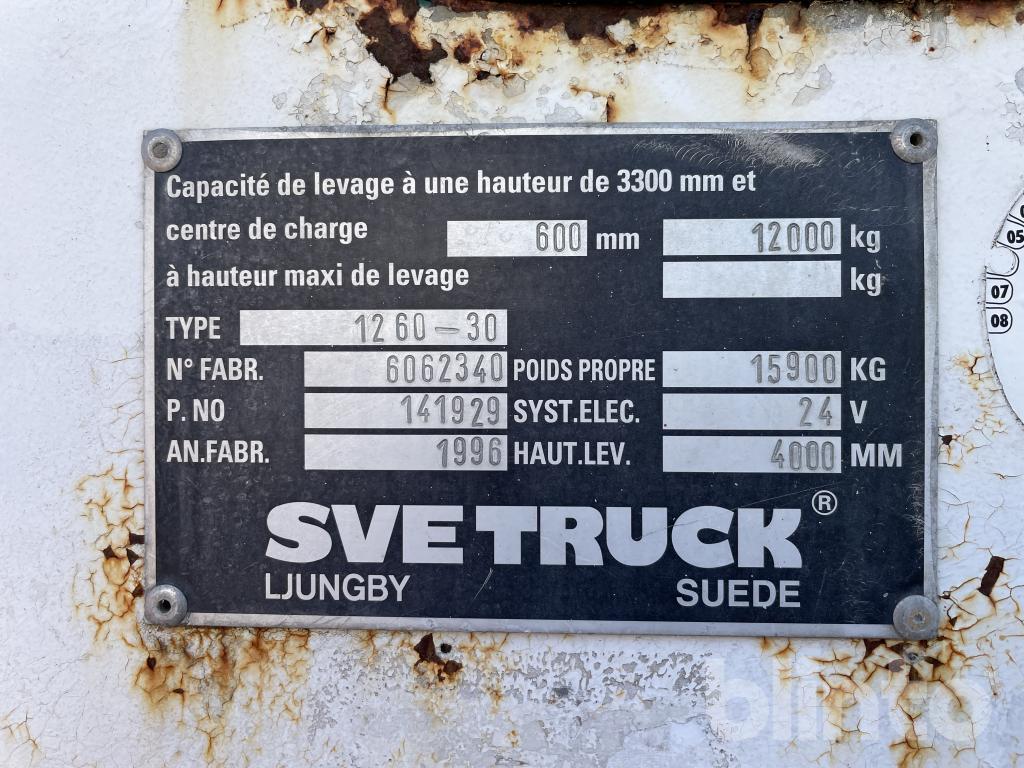 Capacité de levage à une hauteur de 3300 mm et
centre de charge 600 mm 12000 kg
à hauteur maxi de levage kg
TYPE 1260-30
N° FABR. 6062340 POIDS PROPRE 15900 KG
P. NO 141929 SYST.ELEC. 24 V
AN.FABR. 1996 HAUT.LEV. 4000 MM
SVETRUCK®
LJUNGBY SUEDE
05
07
08
blinto